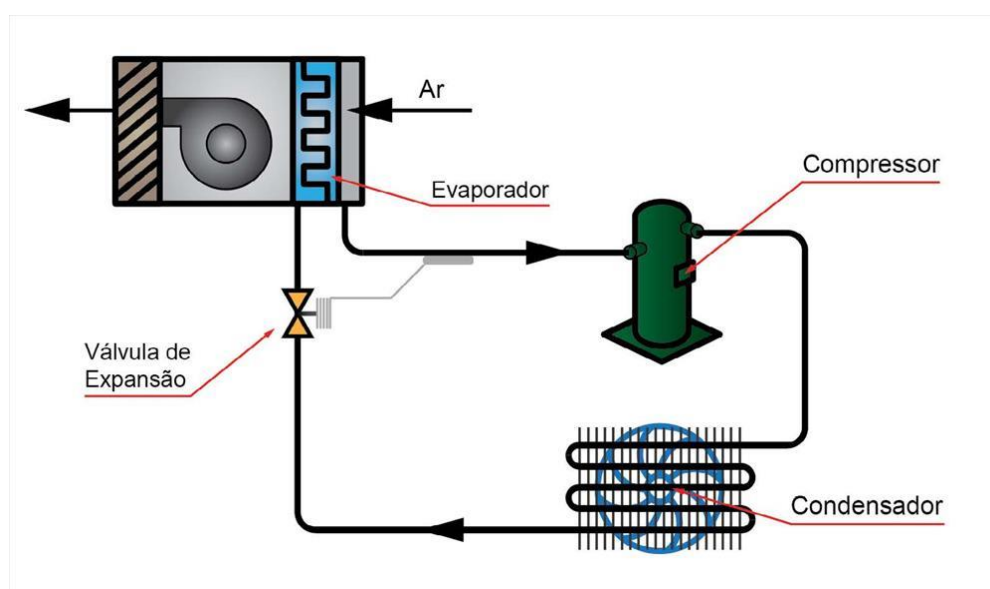 Ar
Evaporador
Compressor
Válvula de
Expansão
Condensador